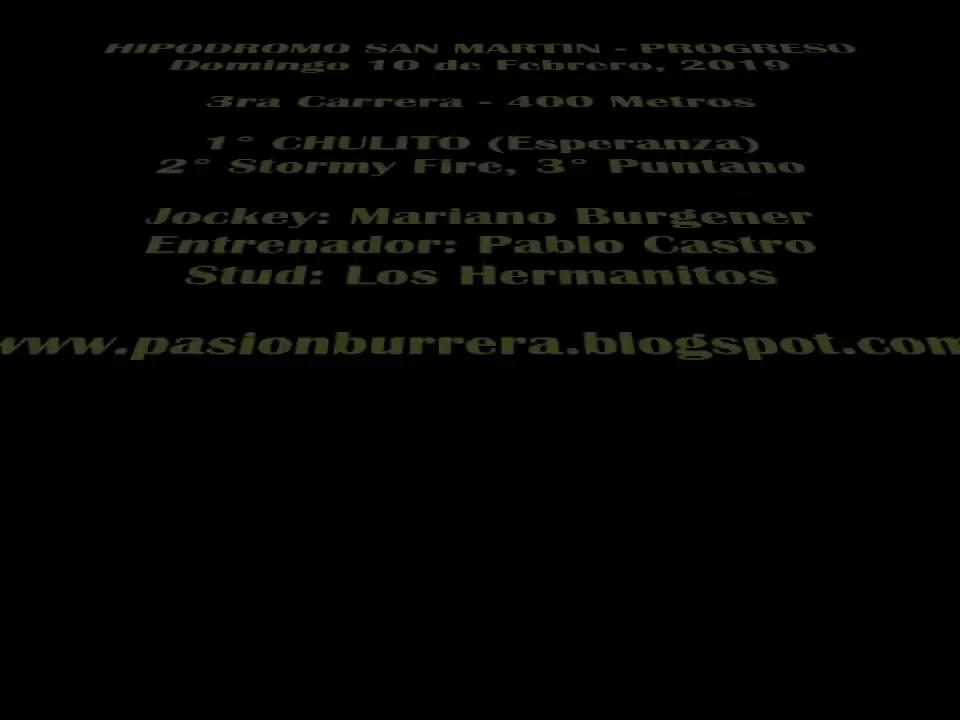 HIPODROMO SAN MARTIN - PROGRESO
Domingo 10 de Febrero, 2019
3ra Carrera - 400 Metros
1° CHULITO (Esperanza)
2° Stormy Fire, 3° Puntano
Jockey: Mariano Burgener
Entrenador: Pablo Castro
Stud: Los Hermanitos
www.pasionburrera.blogspot.com